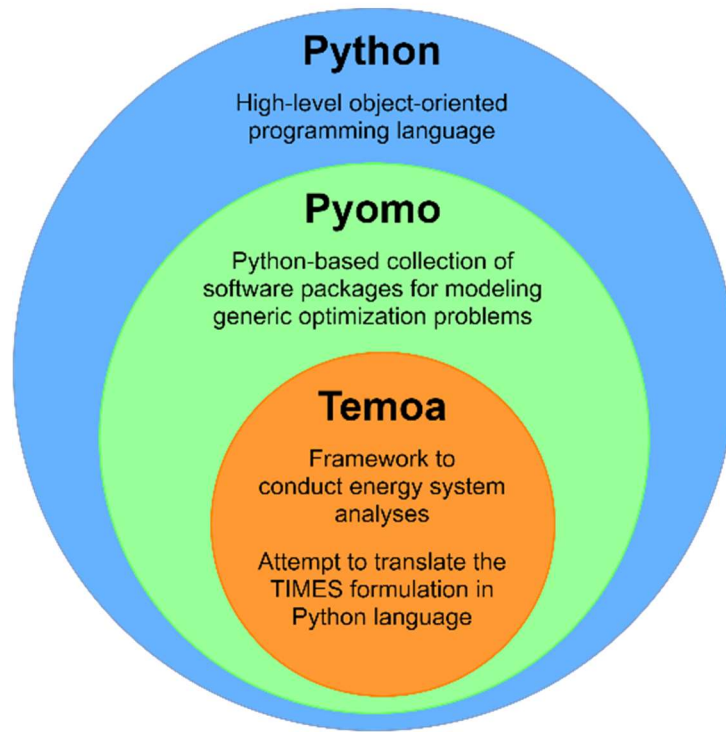 Python
High-level object-oriented
programming language
Pyomo
Python-based collection of
software packages for modeling
generic optimization problems
Temoa
Framework to
conduct energy system
analyses
Attempt to translate the
TIMES formulation in
Python language